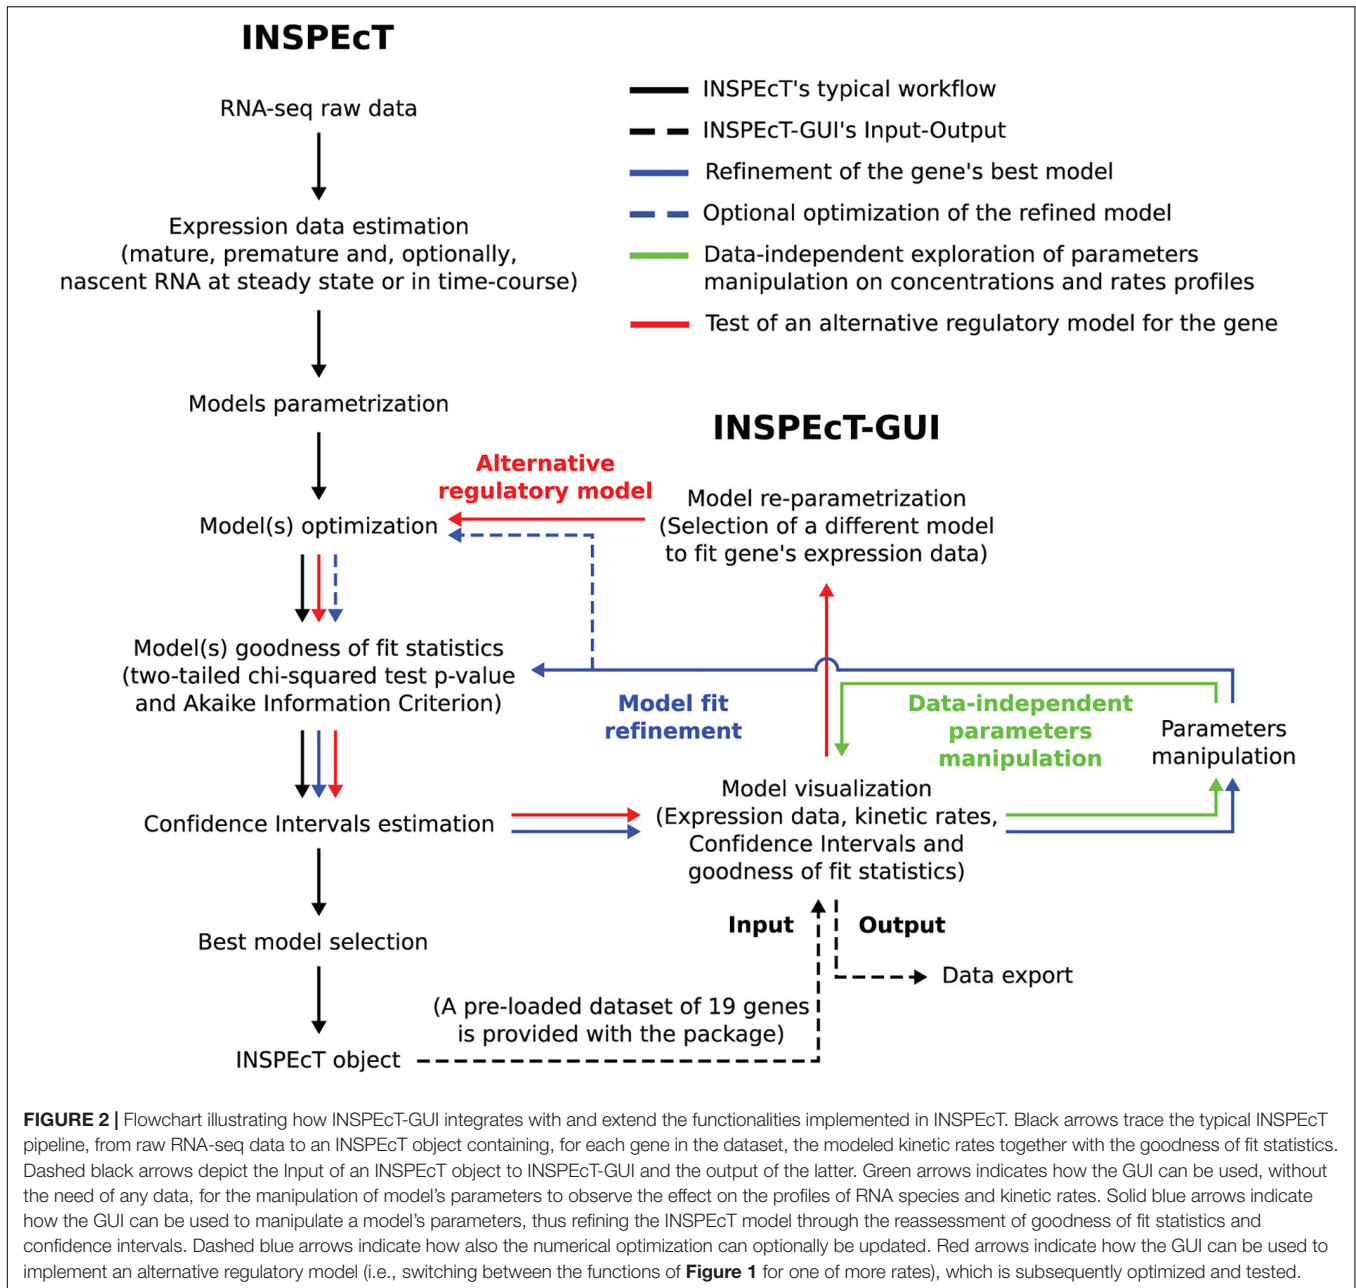 INSPEcT
RNA-seq raw data
Expression data estimation
(mature, premature and, optionally,
nascent RNA at steady state or in time-course)
Models parametrization
Model(s) optimization
Model(s) goodness of fit statistics
(two-tailed chi-squared test p-value
and Akaike Information Criterion)
Confidence Intervals estimation
Best model selection
INSPEcT object
INSPEcT's typical workflow
INSPEcT-GUI's Input-Output
Refinement of the gene's best model
Optional optimization of the refined model
Data-independent exploration of parameters
manipulation on concentrations and rates profiles
Test of an alternative regulatory model for the gene
INSPEcT-GUI
Alternative
regulatory model
Model re-parametrization
(Selection of a different model
to fit gene's expression data)
Model fit
refinement
Data-independent
parameters
manipulation
Parameters
manipulation
Model visualization
(Expression data, kinetic rates,
Confidence Intervals and
goodness of fit statistics)
Input
Output
Data export
(A pre-loaded dataset of 19 genes
is provided with the package)
FIGURE 2 | Flowchart illustrating how INSPEcT-GUI integrates with and extend the functionalities implemented in INSPEcT. Black arrows trace the typical INSPEcT
pipeline, from raw RNA-seq data to an INSPEcT object containing, for each gene in the dataset, the modeled kinetic rates together with the goodness of fit statistics.
Dashed black arrows depict the Input of an INSPEcT object to INSPEcT-GUI and the output of the latter. Green arrows indicates how the GUI can be used, without
the need of any data, for the manipulation of model's parameters to observe the effect on the profiles of RNA species and kinetic rates. Solid blue arrows indicate
how the GUI can be used to manipulate a model's parameters, thus refining the INSPEcT model through the reassessment of goodness of fit statistics and
confidence intervals. Dashed blue arrows indicate how also the numerical optimization can optionally be updated. Red arrows indicate how the GUI can be used to
implement an alternative regulatory model (i.e., switching between the functions of Figure 1 for one of more rates), which is subsequently optimized and tested.